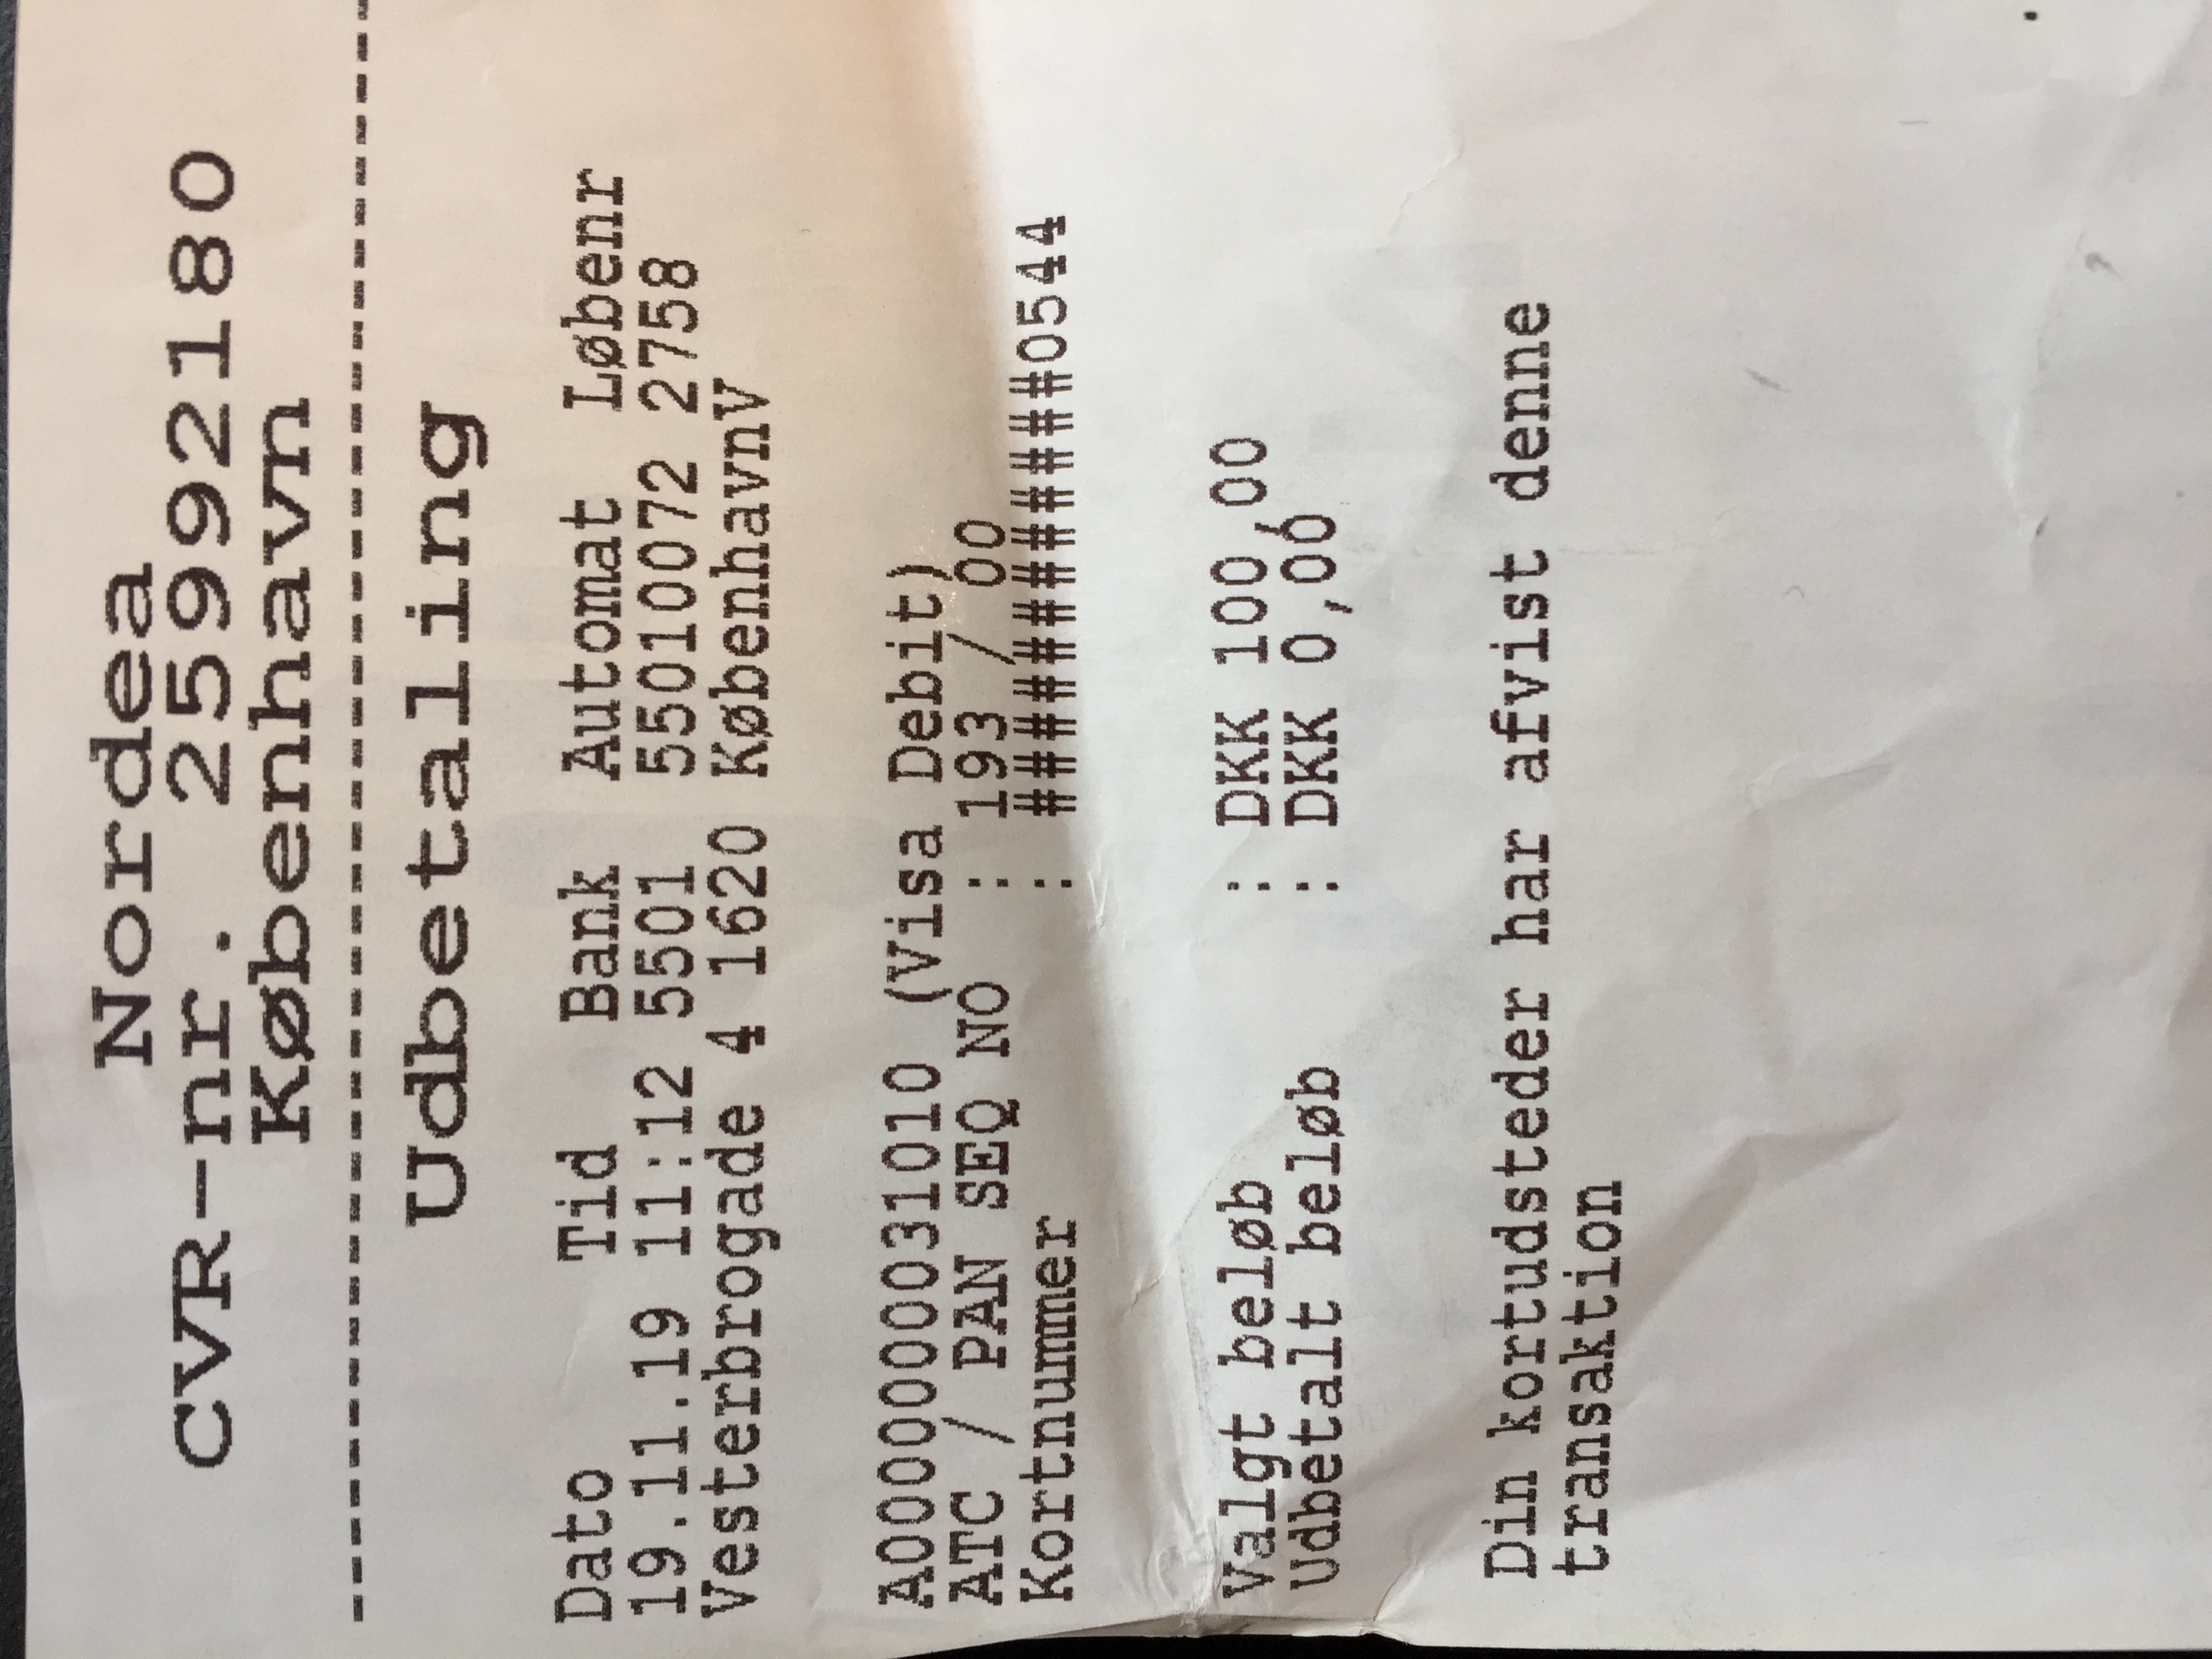 Nordea
CVR-nr. 25992180
København
Udbetaling
Dato Tid Bank Automat Løbenr
19.11.19 11:12 5501 55010072 2758
Vesterbrogade 4 1620 KøbenhavnV
A0000000031010 (Visa Debit)
ATC / PAN SEQ NO : 193 / 00
Kortnummer : ############0544
Valgt beløb : DKK 100,00
Udbetalt beløb : DKK 0,00
Din kortudsteder har afvist denne
transaktion